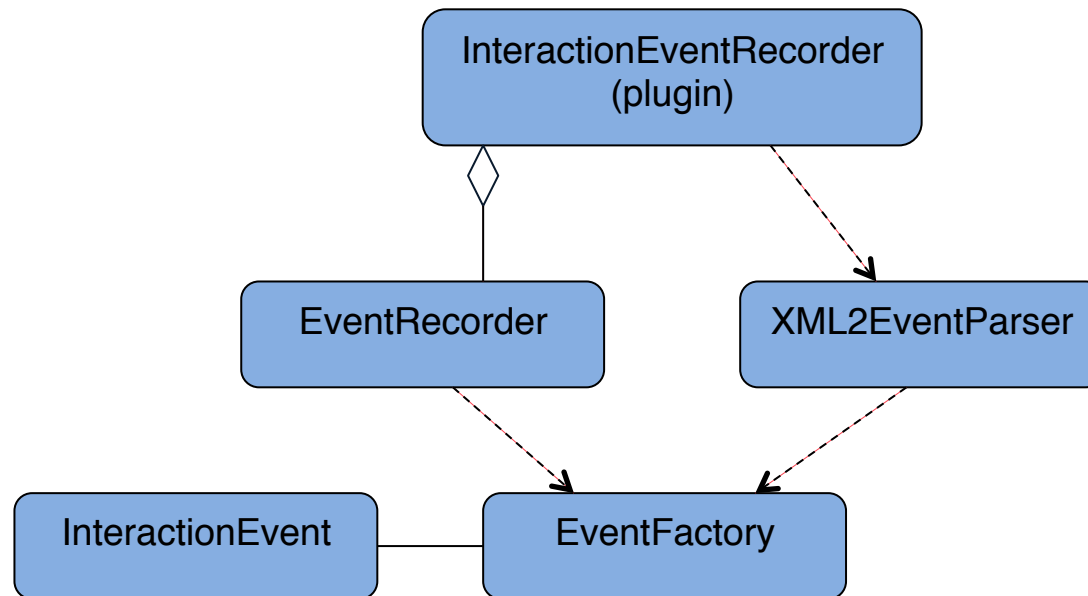 InteractionEventRecorder
(plugin)
EventRecorder
XML2EventParser
InteractionEvent
EventFactory